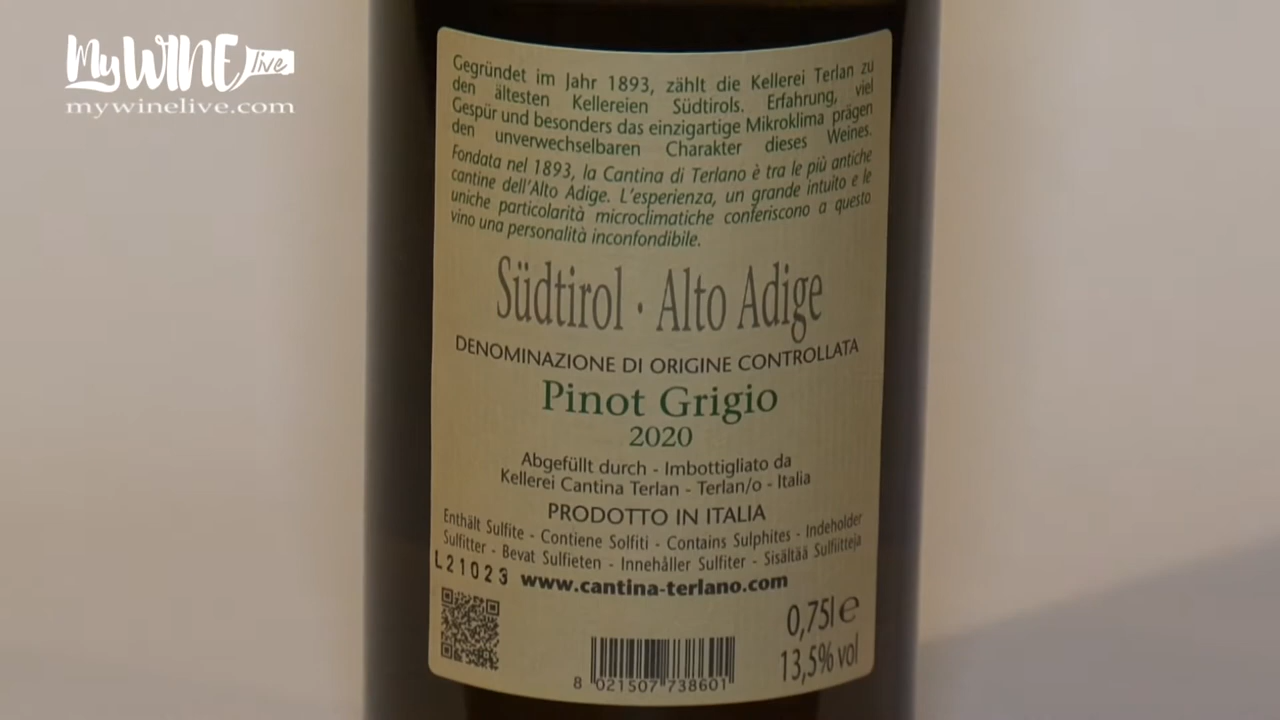 My WINE live
mywinelive.com
Gegründet im Jahr 1893, zählt die Kellerei Terlan zu
den ältesten Kellereien Südtirols. Erfahrung, viel
Gespür und besonders das einzigartige Mikroklima prägen
den unverwechselbaren Charakter dieses Weines.
Fondata nel 1893, la Cantina di Terlano è tra le più antiche
cantine dell'Alto Adige. L'esperienza, un grande intuito e le
uniche particolarità microclimatiche conferiscono a questo
vino una personalità inconfondibile.
Südtirol · Alto Adige
DENOMINAZIONE DI ORIGINE CONTROLLATA
Pinot Grigio
2020
Abgefüllt durch - Imbottigliato da
Kellerei Cantina Terlan - Terlan/o - Italia
PRODOTTO IN ITALIA
Enthält Sulfite - Contiene Solfiti - Contains Sulphites - Indeholder
Sulfitter - Bevat Sulfieten - Innehåller Sulfiter - Sisältää Sulfiitteja
L21023 www.cantina-terlano.com
0,75l e
13,5% vol
8 021507 738601